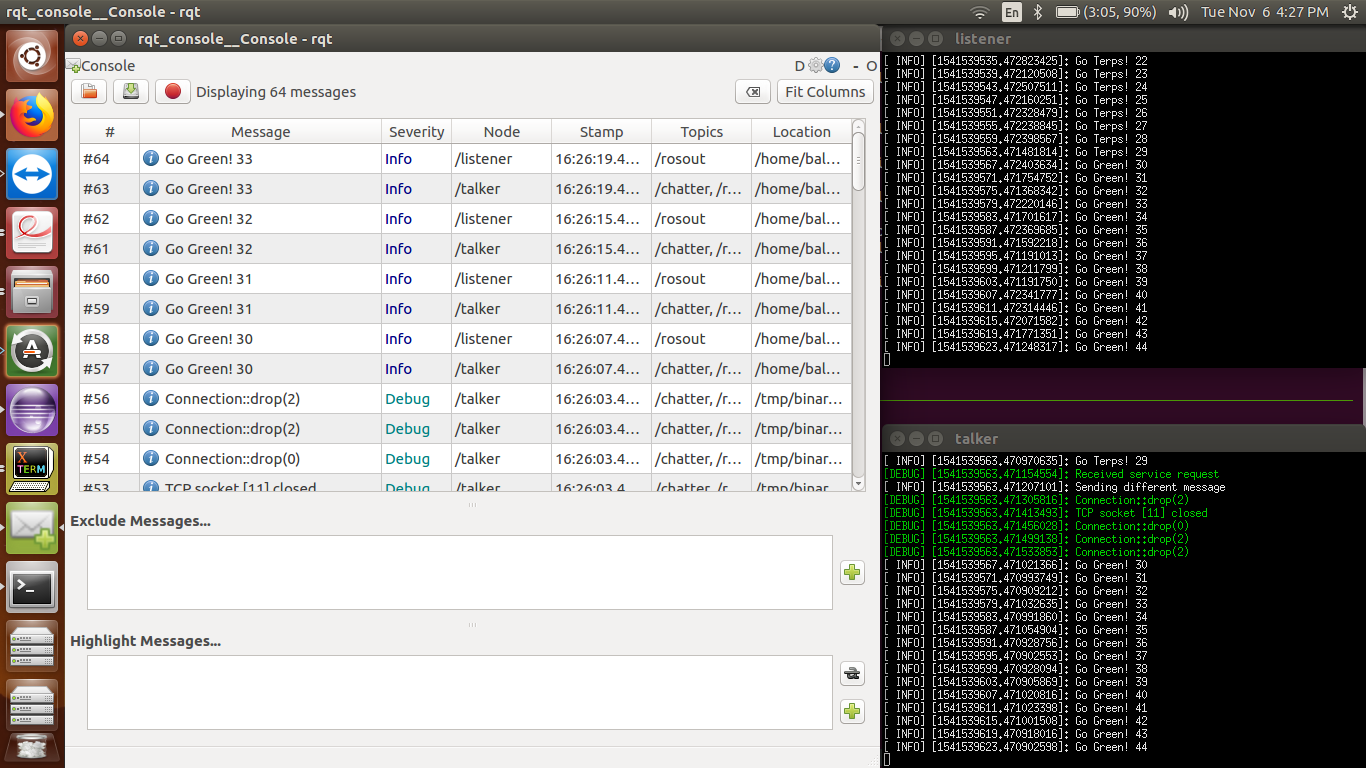 rqt_console__Console - rqt
En
(3:05, 90%)
Tue Nov 6 4:27 PM
rqt_console__Console - rqt
Console
D
?
- O
Displaying 64 messages
Fit Columns
# Message Severity Node Stamp Topics Location
#64 Go Green! 33 Info /listener 16:26:19.4... /rosout /home/bal...
#63 Go Green! 33 Info /talker 16:26:19.4... /chatter, /r... /home/bal...
#62 Go Green! 32 Info /listener 16:26:15.4... /rosout /home/bal...
#61 Go Green! 32 Info /talker 16:26:15.4... /chatter, /r... /home/bal...
#60 Go Green! 31 Info /listener 16:26:11.4... /rosout /home/bal...
#59 Go Green! 31 Info /talker 16:26:11.4... /chatter, /r... /home/bal...
#58 Go Green! 30 Info /listener 16:26:07.4... /rosout /home/bal...
#57 Go Green! 30 Info /talker 16:26:07.4... /chatter, /r... /home/bal...
#56 Connection::drop(2) Debug /talker 16:26:03.4... /chatter, /r... /tmp/binar...
#55 Connection::drop(2) Debug /talker 16:26:03.4... /chatter, /r... /tmp/binar...
#54 Connection::drop(0) Debug /talker 16:26:03.4... /chatter, /r... /tmp/binar...
#53 TCP socket [11] closed Debug /talker 16:26:03.4... /chatter, /r... /tmp/binar...
Exclude Messages...
Highlight Messages...
X
TERM
listener
[ INFO] [1541539535.472823425]: Go Terps! 22
[ INFO] [1541539539.472120508]: Go Terps! 23
[ INFO] [1541539543.472507511]: Go Terps! 24
[ INFO] [1541539547.472160251]: Go Terps! 25
[ INFO] [1541539551.472328479]: Go Terps! 26
[ INFO] [1541539555.472238845]: Go Terps! 27
[ INFO] [1541539559.472398567]: Go Terps! 28
[ INFO] [1541539563.471481814]: Go Terps! 29
[ INFO] [1541539567.472403634]: Go Green! 30
[ INFO] [1541539571.471754752]: Go Green! 31
[ INFO] [1541539575.471368342]: Go Green! 32
[ INFO] [1541539579.472220146]: Go Green! 33
[ INFO] [1541539583.471701617]: Go Green! 34
[ INFO] [1541539587.472369685]: Go Green! 35
[ INFO] [1541539591.471592218]: Go Green! 36
[ INFO] [1541539595.471191013]: Go Green! 37
[ INFO] [1541539599.471211799]: Go Green! 38
[ INFO] [1541539603.471191750]: Go Green! 39
[ INFO] [1541539607.472341777]: Go Green! 40
[ INFO] [1541539611.472314446]: Go Green! 41
[ INFO] [1541539615.472071582]: Go Green! 42
[ INFO] [1541539619.471771351]: Go Green! 43
[ INFO] [1541539623.471248317]: Go Green! 44
talker
[ INFO] [1541539563.470970635]: Go Terps! 29
[DEBUG] [1541539563.471154554]: Received service request
[ INFO] [1541539563.471207101]: Sending different message
[DEBUG] [1541539563.471305816]: Connection::drop(2)
[DEBUG] [1541539563.471413493]: TCP socket [11] closed
[DEBUG] [1541539563.471456028]: Connection::drop(0)
[DEBUG] [1541539563.471499138]: Connection::drop(2)
[DEBUG] [1541539563.471533853]: Connection::drop(2)
[ INFO] [1541539567.471021366]: Go Green! 30
[ INFO] [1541539571.470993749]: Go Green! 31
[ INFO] [1541539575.470909212]: Go Green! 32
[ INFO] [1541539579.471032635]: Go Green! 33
[ INFO] [1541539583.470991860]: Go Green! 34
[ INFO] [1541539587.471054904]: Go Green! 35
[ INFO] [1541539591.470928756]: Go Green! 36
[ INFO] [1541539595.470902553]: Go Green! 37
[ INFO] [1541539599.470928094]: Go Green! 38
[ INFO] [1541539603.470905869]: Go Green! 39
[ INFO] [1541539607.471020816]: Go Green! 40
[ INFO] [1541539611.471023398]: Go Green! 41
[ INFO] [1541539615.471001508]: Go Green! 42
[ INFO] [1541539619.470918016]: Go Green! 43
[ INFO] [1541539623.470902598]: Go Green! 44